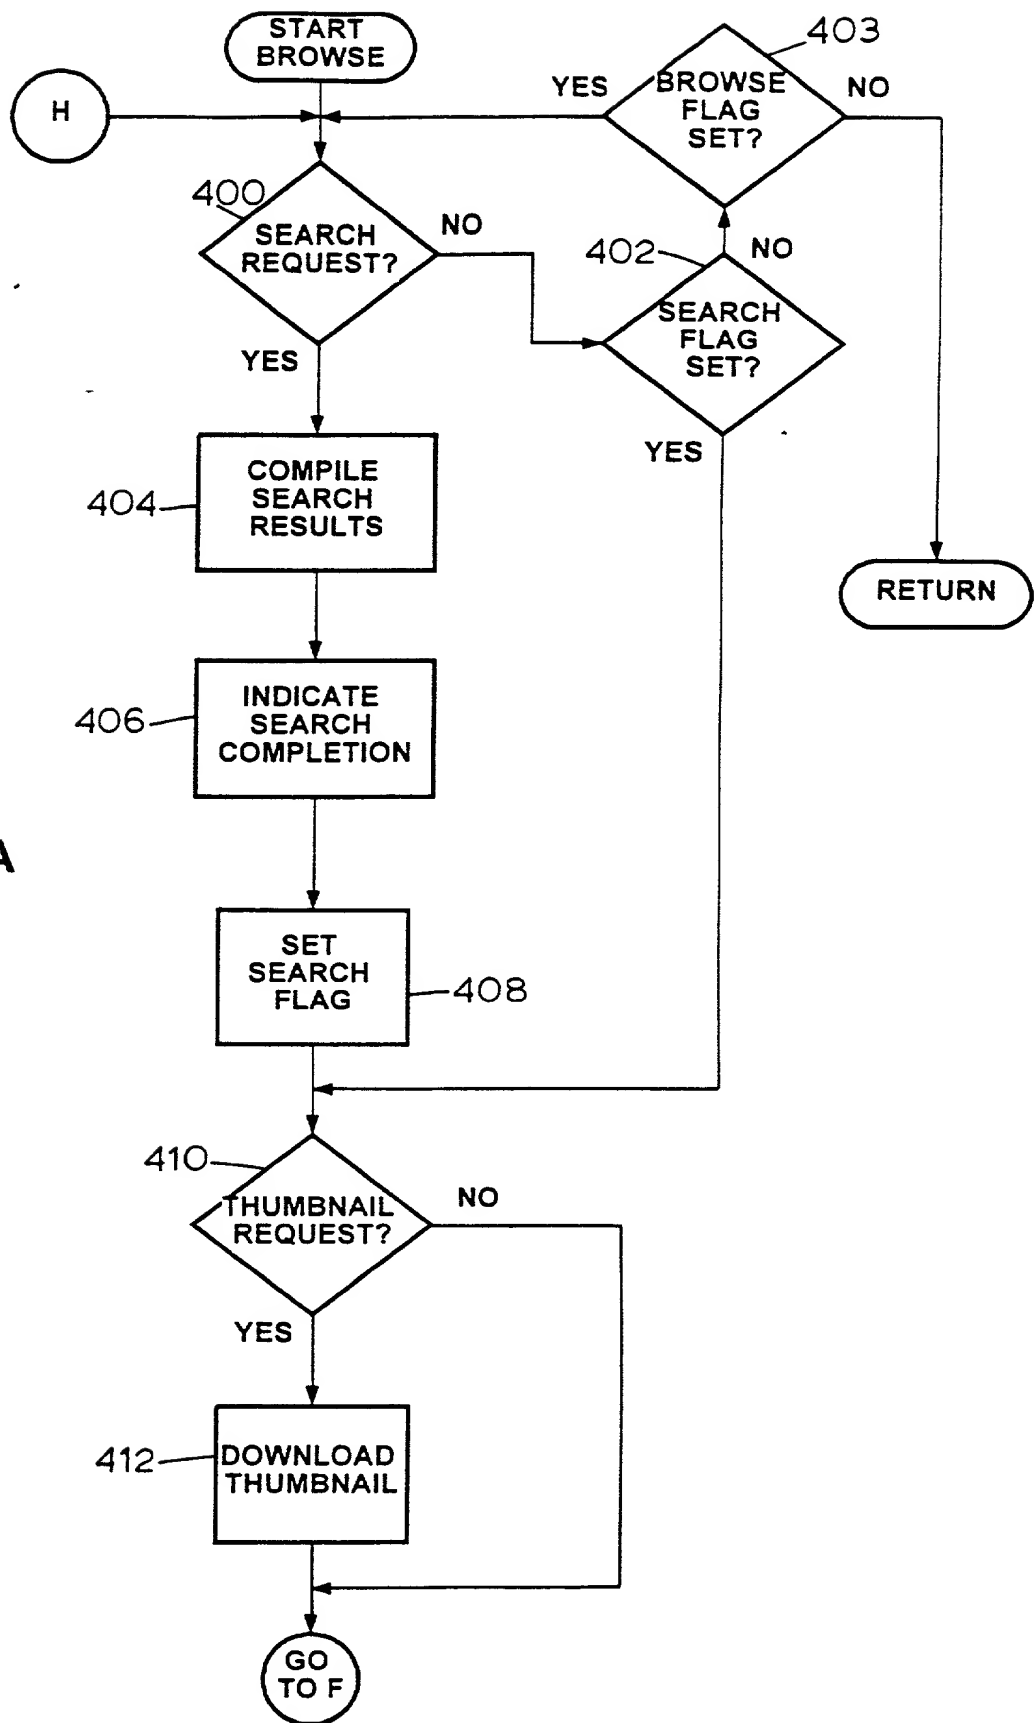 START
BROWSE
403
YES
BROWSE
FLAG
SET?
NO
H
400
SEARCH
REQUEST?
NO
402
NO
SEARCH
FLAG
SET?
YES
YES
404
COMPILE
SEARCH
RESULTS
RETURN
406
INDICATE
SEARCH
COMPLETION
A
SET
SEARCH
FLAG
408
410
THUMBNAIL
REQUEST?
NO
YES
412
DOWNLOAD
THUMBNAIL
GO
TO F